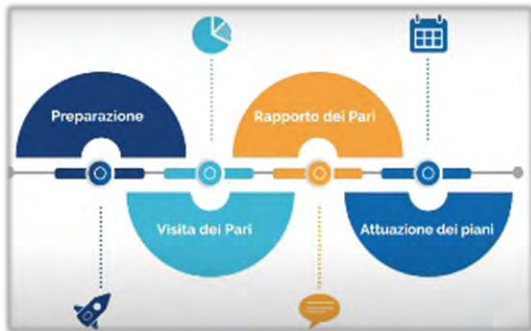 Preparazione
Visita dei Pari
Rapporto dei Pari
Attuazione dei piani